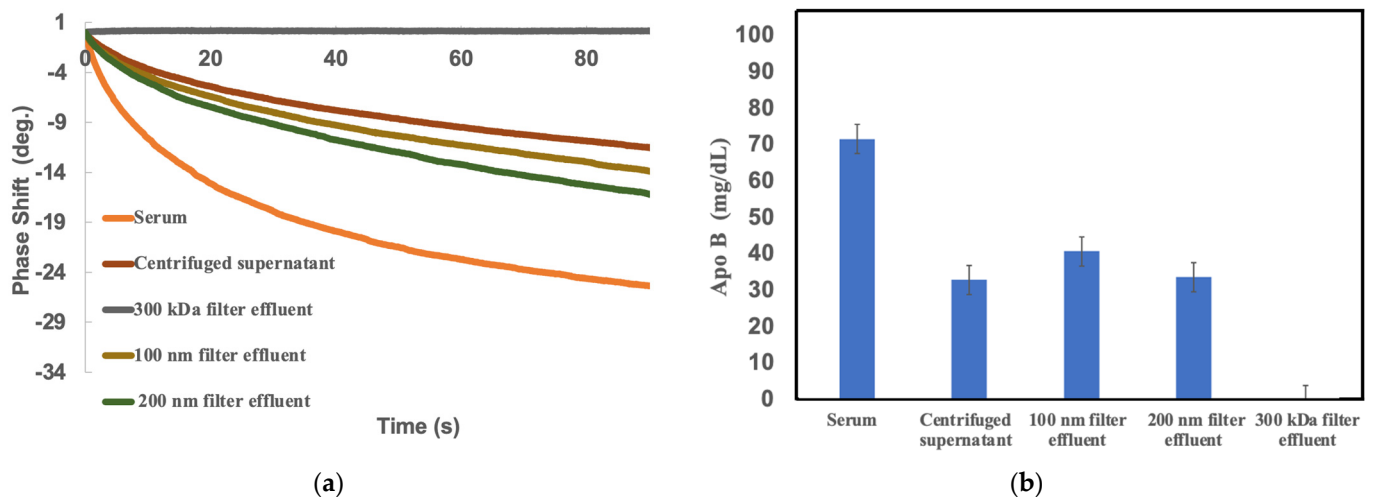 1
0
20
40
60
80
-4
-9
-14
-19
-24
-29
-34
Phase Shift (deg.)
Serum
Centrifuged supernatant
300 kDa filter effluent
100 nm filter effluent
200 nm filter effluent
Time (s)
(a)
100
90
80
70
60
50
40
30
20
10
0
Apo B (mg/dL)
Serum
Centrifuged
supernatant
100 nm filter
effluent
200 nm filter
effluent
300 kDa filter
effluent
(b)